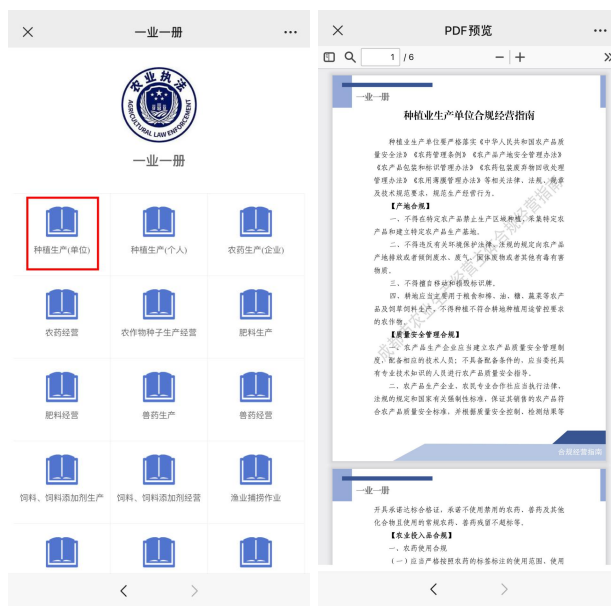 一业一册
农业执法
AGRICULTURAL LAW ENFORCEMENT
一业一册
种植生产(单位)
种植生产(个人)
农药生产(企业)
农药经营
农作物种子生产经营
肥料生产
肥料经营
兽药生产
兽药经营
饲料、饲料添加剂生产
饲料、饲料添加剂经营
渔业捕捞作业
PDF预览
1 / 6
一业一册
种植业生产单位合规经营指南
种植业生产单位要严格落实《中华人民共和国农产品质
量安全法》《农药管理条例》《农产品产地安全管理办法》
《农产品包装和标识管理办法》《农药包装废弃物回收处理
管理办法》《农用薄膜管理办法》等相关法律、法规、规章
及技术规范要求，规范生产经营行为。
【产地合规】
一、不得在特定农产品禁止生产区域种植、采集特定农
产品和建立特定农产品生产基地。
二、不得违反有关环境保护法律、法规的规定向农产品
产地排放或者倾倒废水、废气、固体废物或者其他有毒有害
物质。
三、不得擅自移动和损毁标识牌。
四、耕地应当主要用于粮食和棉、油、糖、蔬菜等农产
品及饲草饲料生产，不得种植不符合耕地种植用途管控要求
的农作物。
【质量安全管理合规】
一、农产品生产企业应当建立农产品质量安全管理制
度，配备相应的技术人员；不具备配备条件的，应当委托具
有专业技术知识的人员进行农产品质量安全指导。
二、农产品生产企业、农民专业合作社应当执行法律、
法规的规定和国家有关强制性标准，保证其销售的农产品符
合农产品质量安全标准，并根据质量安全控制、检测结果等
合规经营指南
一业一册
开具承诺达标合格证，承诺不使用禁用的农药、兽药及其他
化合物且使用的常规农药、兽药残留不超标等。
【农业投入品合规】
一、农药使用合规
（一）应当严格按照农药的标签标注的使用范围、使用